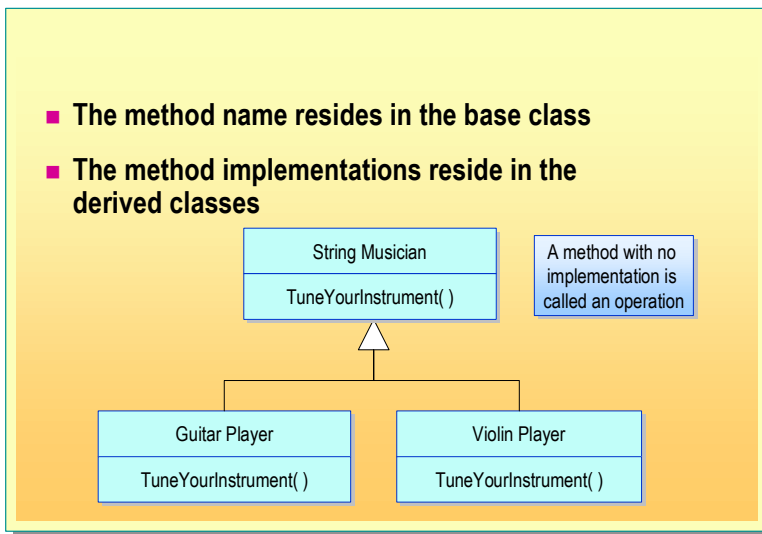 The method name resides in the base class
The method implementations reside in the
derived classes
String Musician
TuneYourInstrument( )
A method with no
implementation is
called an operation
Guitar Player
TuneYourInstrument( )
Violin Player
TuneYourInstrument( )